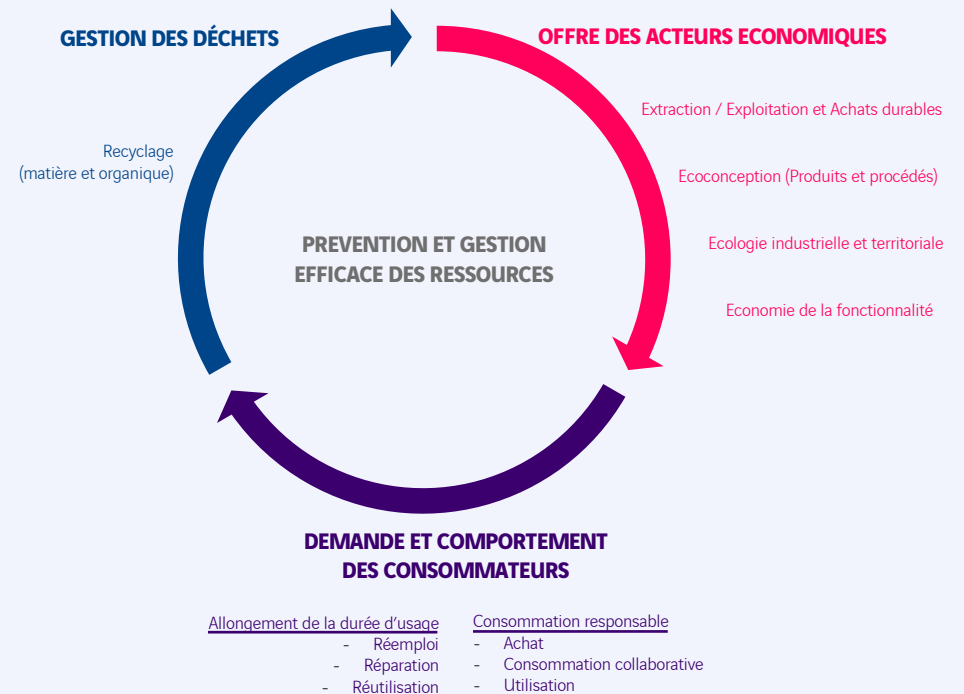 GESTION DES DÉCHETS
OFFRE DES ACTEURS ECONOMIQUES
Extraction / Exploitation et Achats durables
Recyclage
(matière et organique)
Ecoconception (Produits et procédés)
PREVENTION ET GESTION
EFFICACE DES RESSOURCES
Ecologie industrielle et territoriale
Economie de la fonctionnalité
DEMANDE ET COMPORTEMENT
DES CONSOMMATEURS
Allongement de la durée d'usage
- Réemploi
- Réparation
- Réutilisation
Consommation responsable
- Achat
- Consommation collaborative
- Utilisation